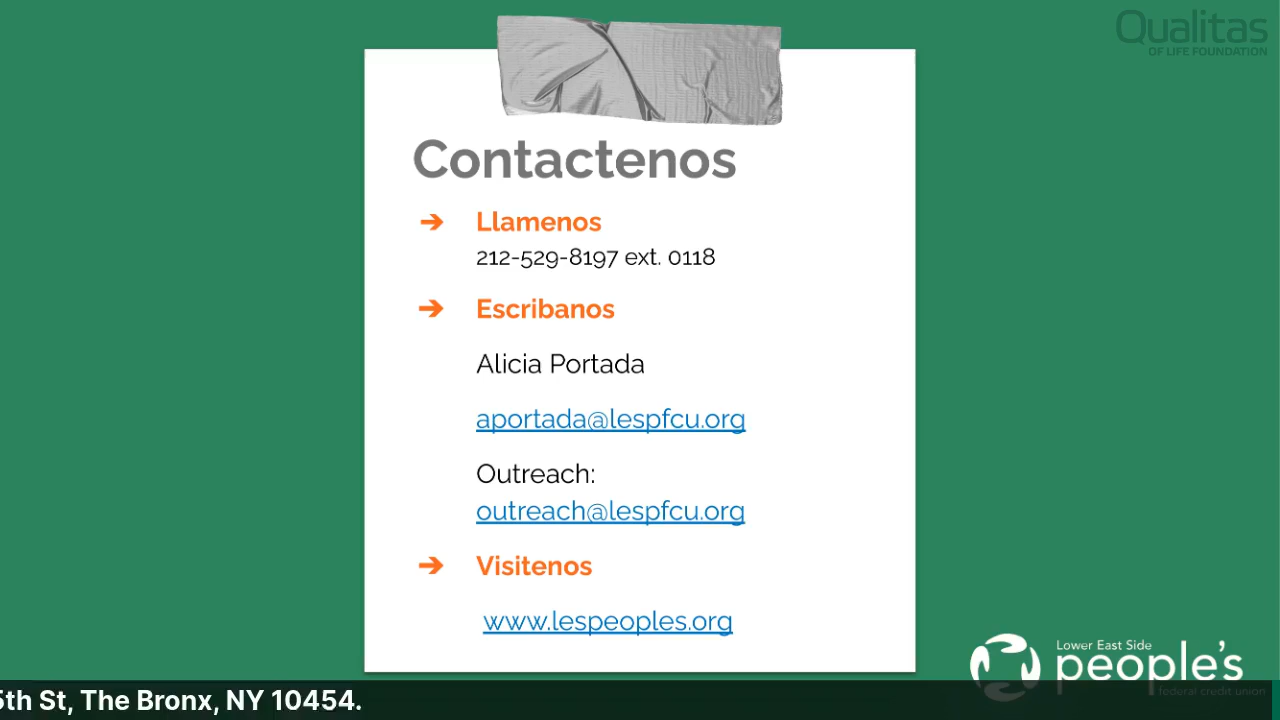 Qualitas
OF LIFE FOUNDATION
Contactenos
➔ Llamenos
212-529-8197 ext. 0118
➔ Escribanos
Alicia Portada
aportada@lespfcu.org
Outreach:
outreach@lespfcu.org
➔ Visitenos
www.lespeoples.org
Lower East Side
people's
federal credit union
5th St, The Bronx, NY 10454.